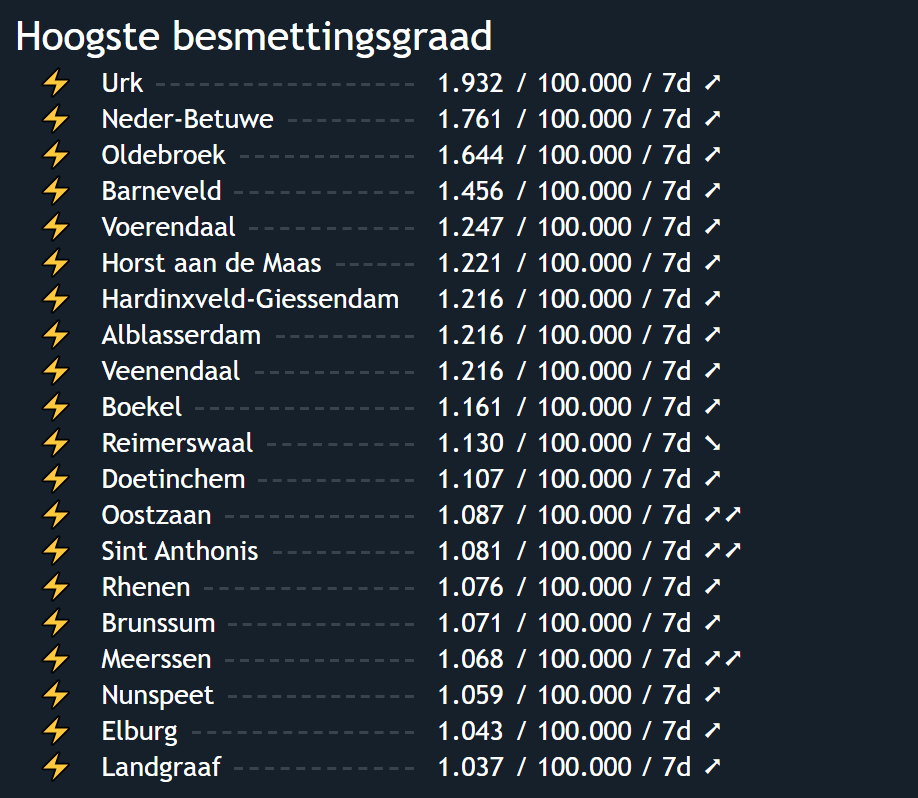 Hoogste besmettingsgraad
⚡ Urk 1.932 / 100.000 / 7d ➚
⚡ Neder-Betuwe 1.761 / 100.000 / 7d ➚
⚡ Oldebroek 1.644 / 100.000 / 7d ➚
⚡ Barneveld 1.456 / 100.000 / 7d ➚
⚡ Voerendaal 1.247 / 100.000 / 7d ➚
⚡ Horst aan de Maas 1.221 / 100.000 / 7d ➚
⚡ Hardinxveld-Giessendam 1.216 / 100.000 / 7d ➚
⚡ Alblasserdam 1.216 / 100.000 / 7d ➚
⚡ Veenendaal 1.216 / 100.000 / 7d ➚
⚡ Boekel 1.161 / 100.000 / 7d ➚
⚡ Reimerswaal 1.130 / 100.000 / 7d ➘
⚡ Doetinchem 1.107 / 100.000 / 7d ➚
⚡ Oostzaan 1.087 / 100.000 / 7d ➚➚
⚡ Sint Anthonis 1.081 / 100.000 / 7d ➚➚
⚡ Rhenen 1.076 / 100.000 / 7d ➚
⚡ Brunssum 1.071 / 100.000 / 7d ➚
⚡ Meerssen 1.068 / 100.000 / 7d ➚➚
⚡ Nunspeet 1.059 / 100.000 / 7d ➚
⚡ Elburg 1.043 / 100.000 / 7d ➚
⚡ Landgraaf 1.037 / 100.000 / 7d ➚